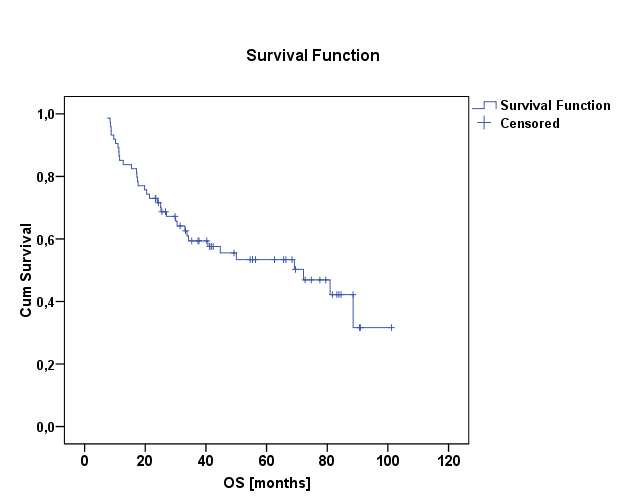 Survival Function
Survival Function
Censored
1,0
0,8
0,6
0,4
0,2
0,0
Cum Survival
0 20 40 60 80 100 120
OS [months]